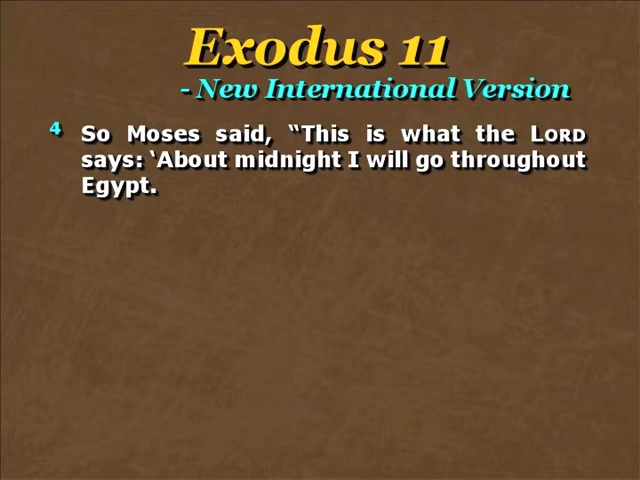 Exodus 11
- New International Version
4 So Moses said, “This is what the LORD
says: ‘About midnight I will go throughout
Egypt.